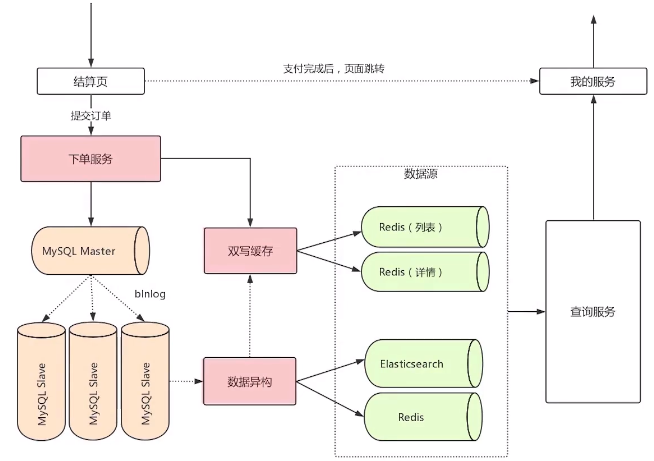 支付完成后，页面跳转
结算页
我的服务
提交订单
下单服务
数据源
Redis（列表）
MySQL Master
双写缓存
Redis（详情）
bInlog
查询服务
MySQL Slave
MySQL Slave
MySQL Slave
数据异构
Elasticsearch
Redis